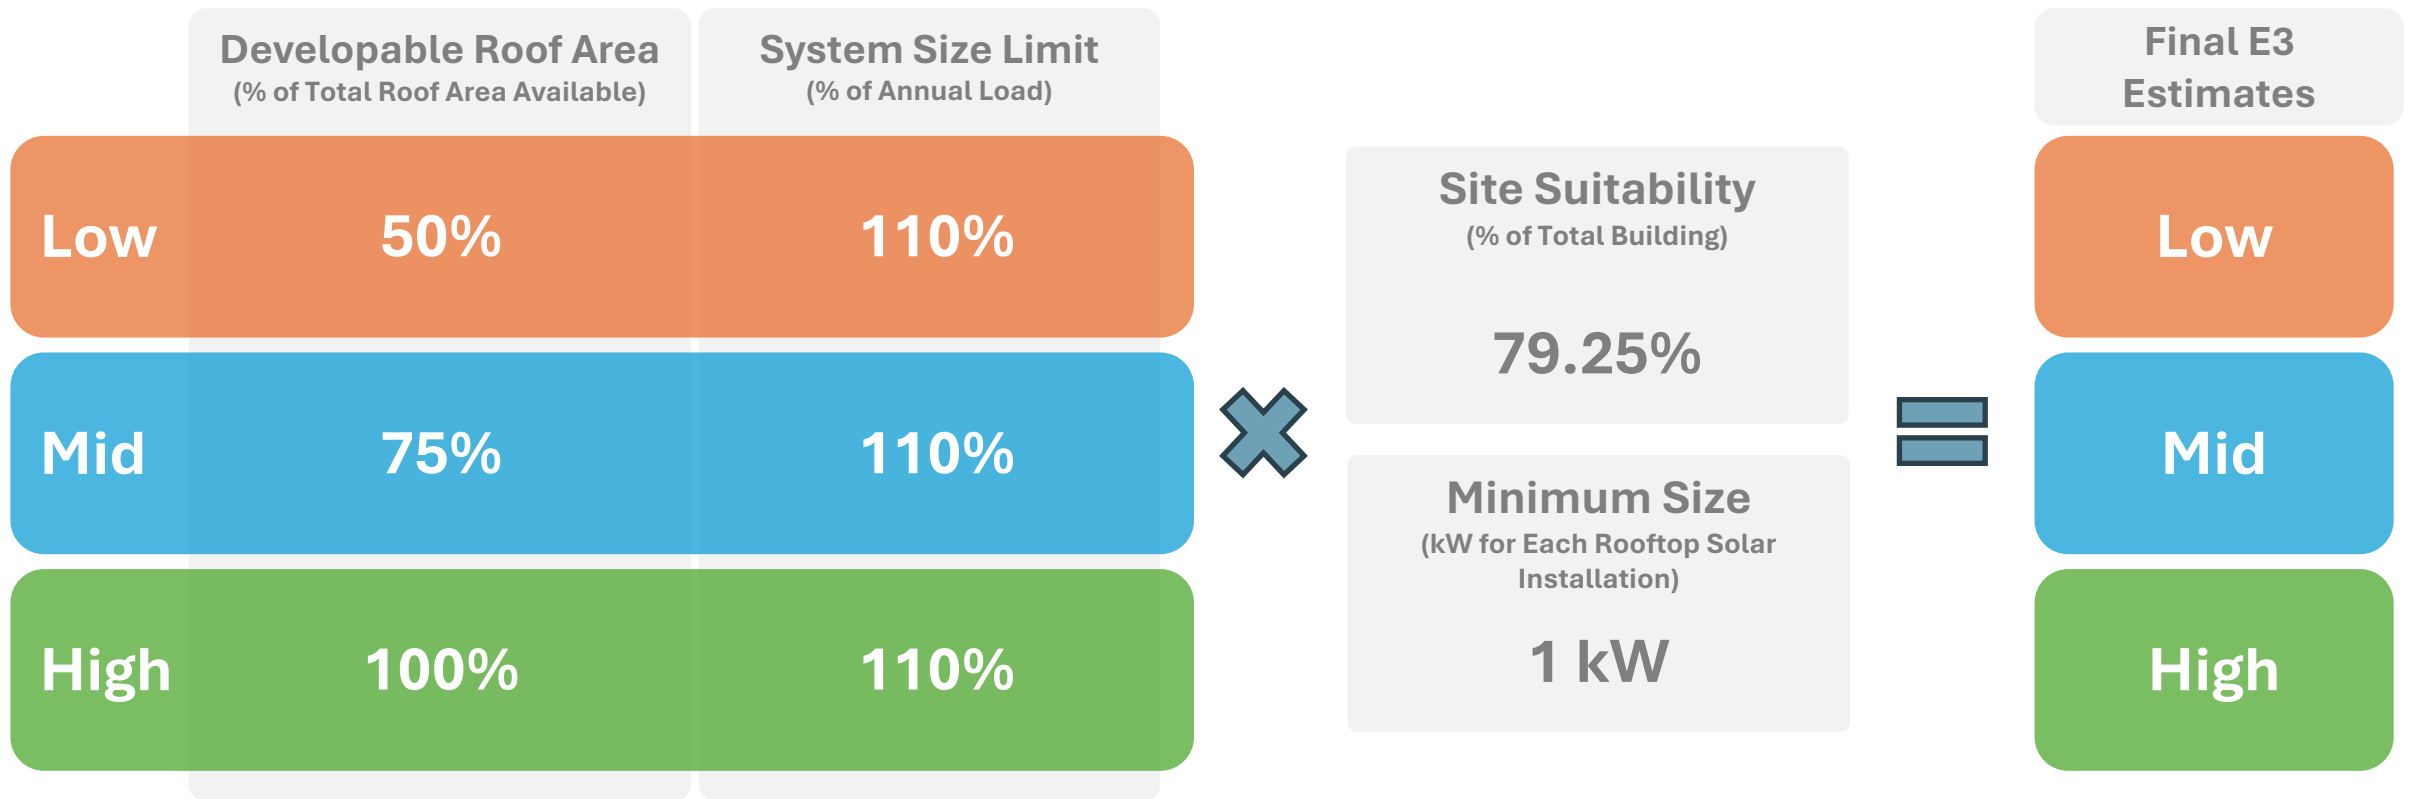 Developable Roof Area
(% of Total Roof Area Available)
System Size Limit
(% of Annual Load)
Final E3
Estimates
Low
50%
110%
Mid
75%
110%
High
100%
110%
Site Suitability
(% of Total Building)
79.25%
Minimum Size
(kW for Each Rooftop Solar
Installation)
1 kW
Low
Mid
High